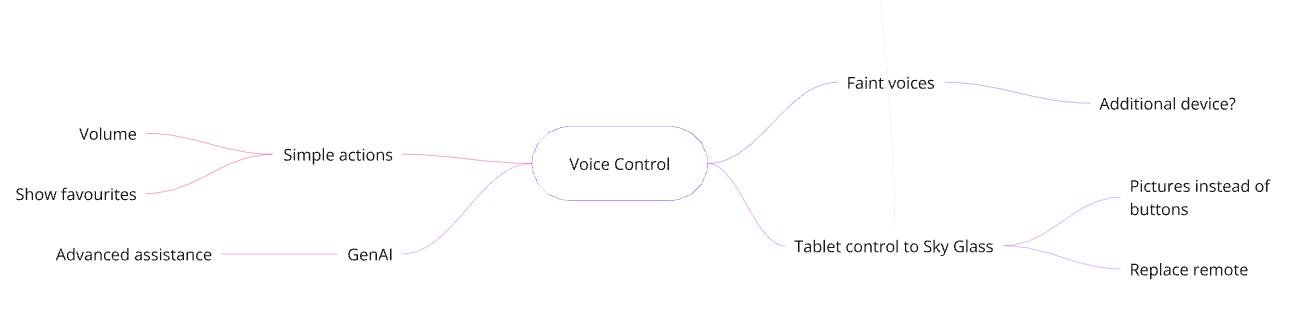 Faint voices
Additional device?
Volume
Simple actions
Voice Control
Show favourites
Pictures instead of
buttons
Advanced assistance
GenAI
Tablet control to Sky Glass
Replace remote